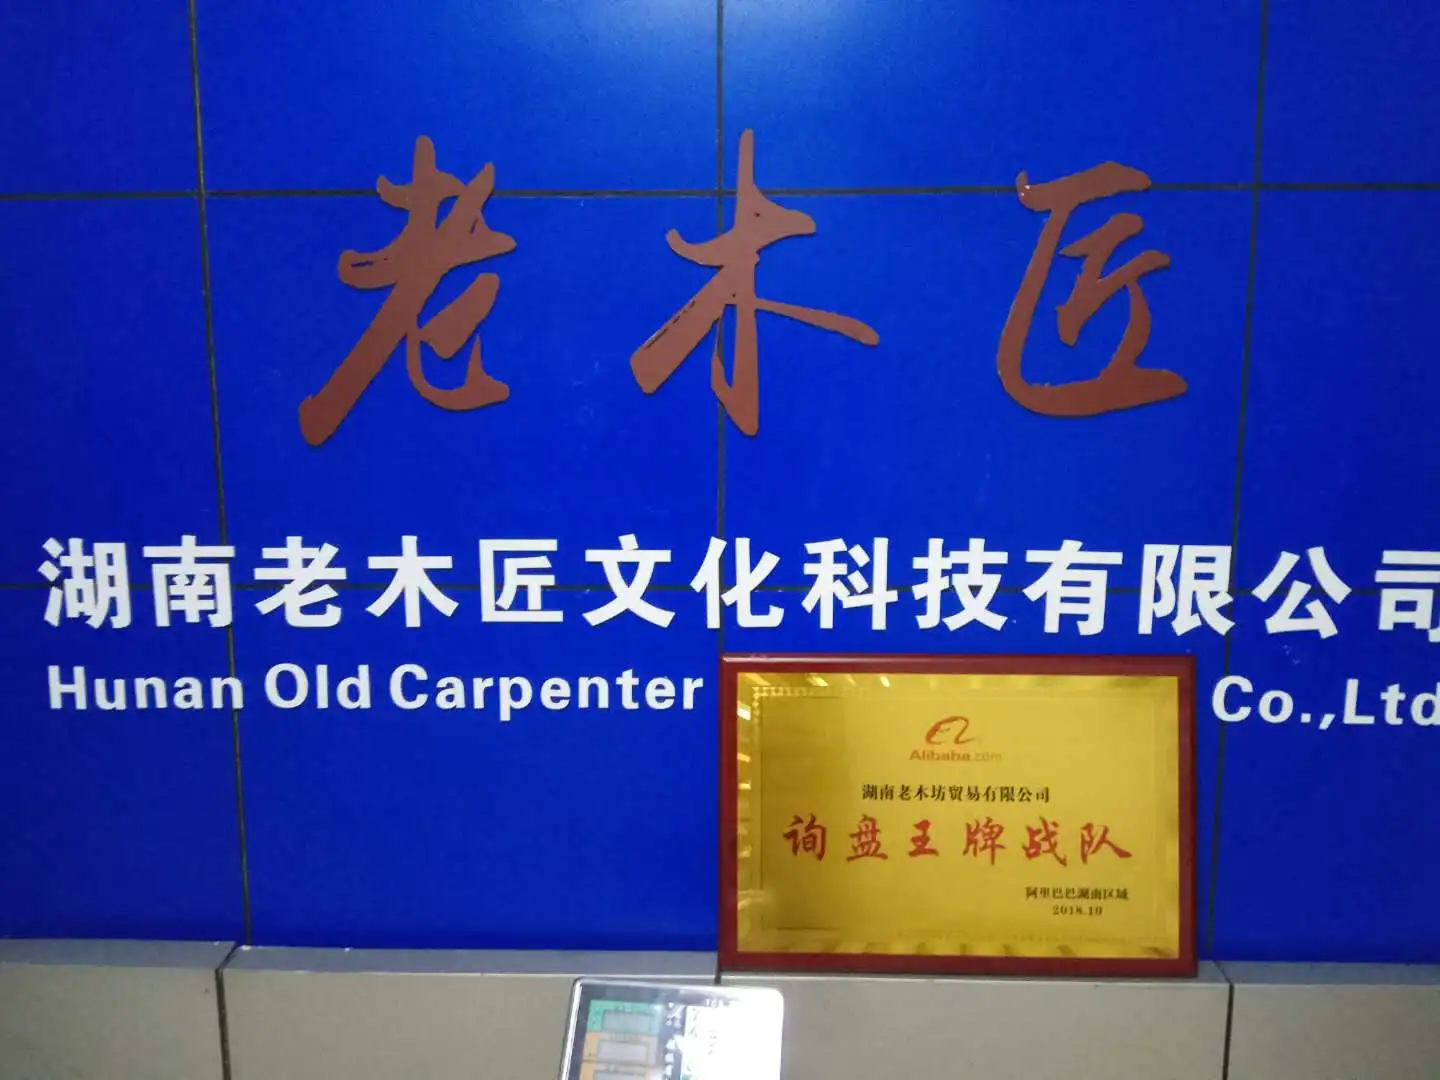 老木匠
湖南老木匠文化科技有限公司
Hunan Old Carpenter Co.,Ltd
Alibaba.com
湖南老木坊贸易有限公司
询盘王牌战队
阿里巴巴湖南区域
2018.10